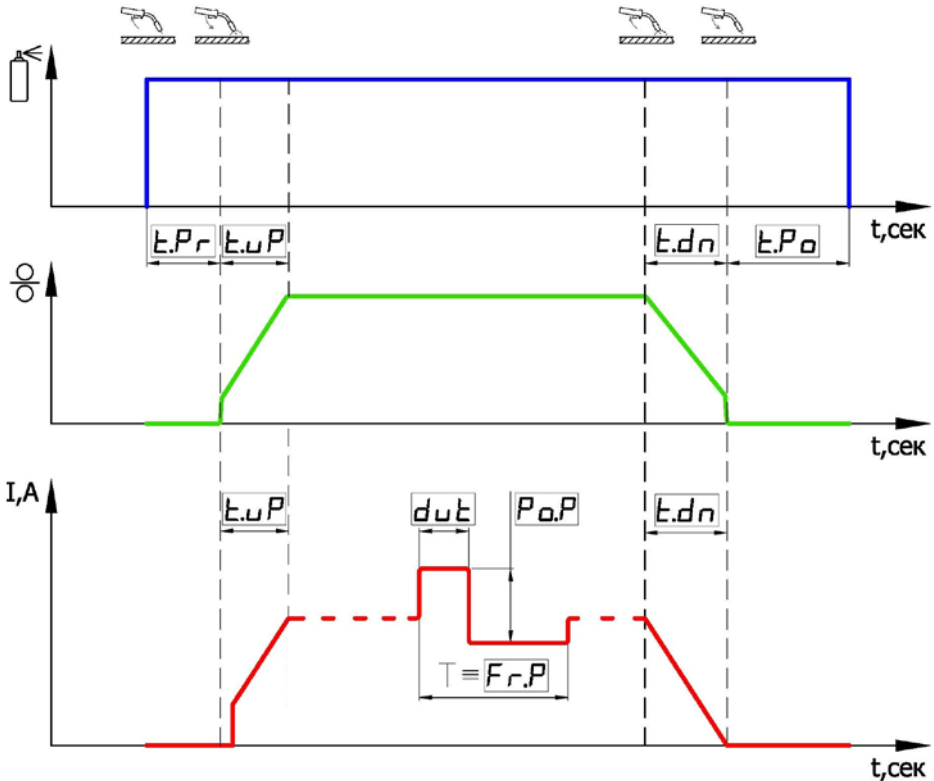 t,сек
t.Pr t.uP t.dn t.Po
t,сек
I,A
t.uP dut Po.P t.dn
T ≡ Fr.P
t,сек